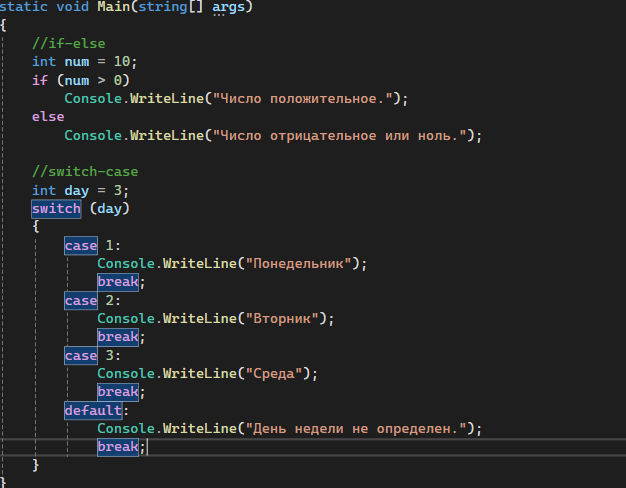 static void Main(string[] args)
{
    //if-else
    int num = 10;
    if (num > 0)
        Console.WriteLine("Число положительное.");
    else
        Console.WriteLine("Число отрицательное или ноль.");

    //switch-case
    int day = 3;
    switch (day)
    {
        case 1:
            Console.WriteLine("Понедельник");
            break;
        case 2:
            Console.WriteLine("Вторник");
            break;
        case 3:
            Console.WriteLine("Среда");
            break;
        default:
            Console.WriteLine("День недели не определен.");
            break;
    }
}